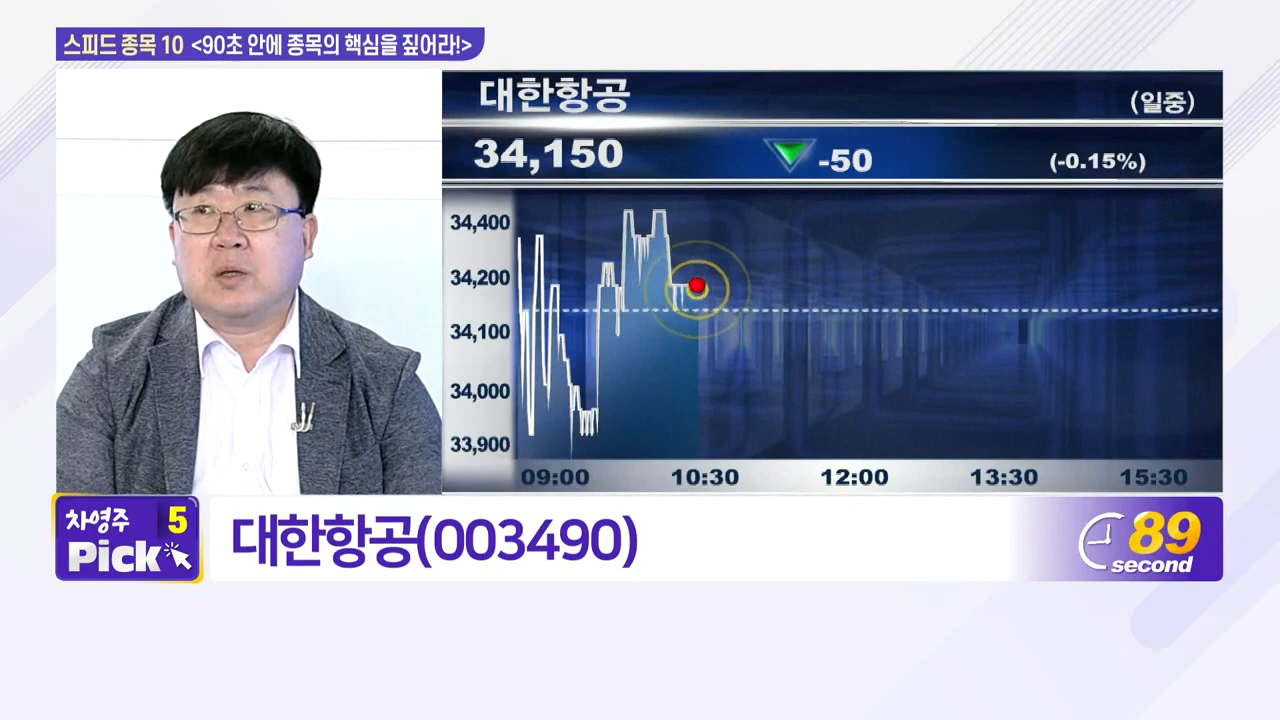 스피드 종목 10 <90초 안에 종목의 핵심을 짚어라!>
대한항공
(일중)
34,150
-50
(-0.15%)
34,400
34,200
34,100
34,000
33,900
09:00
10:30
12:00
13:30
15:30
차영주
Pick
5
대한항공(003490)
89
second